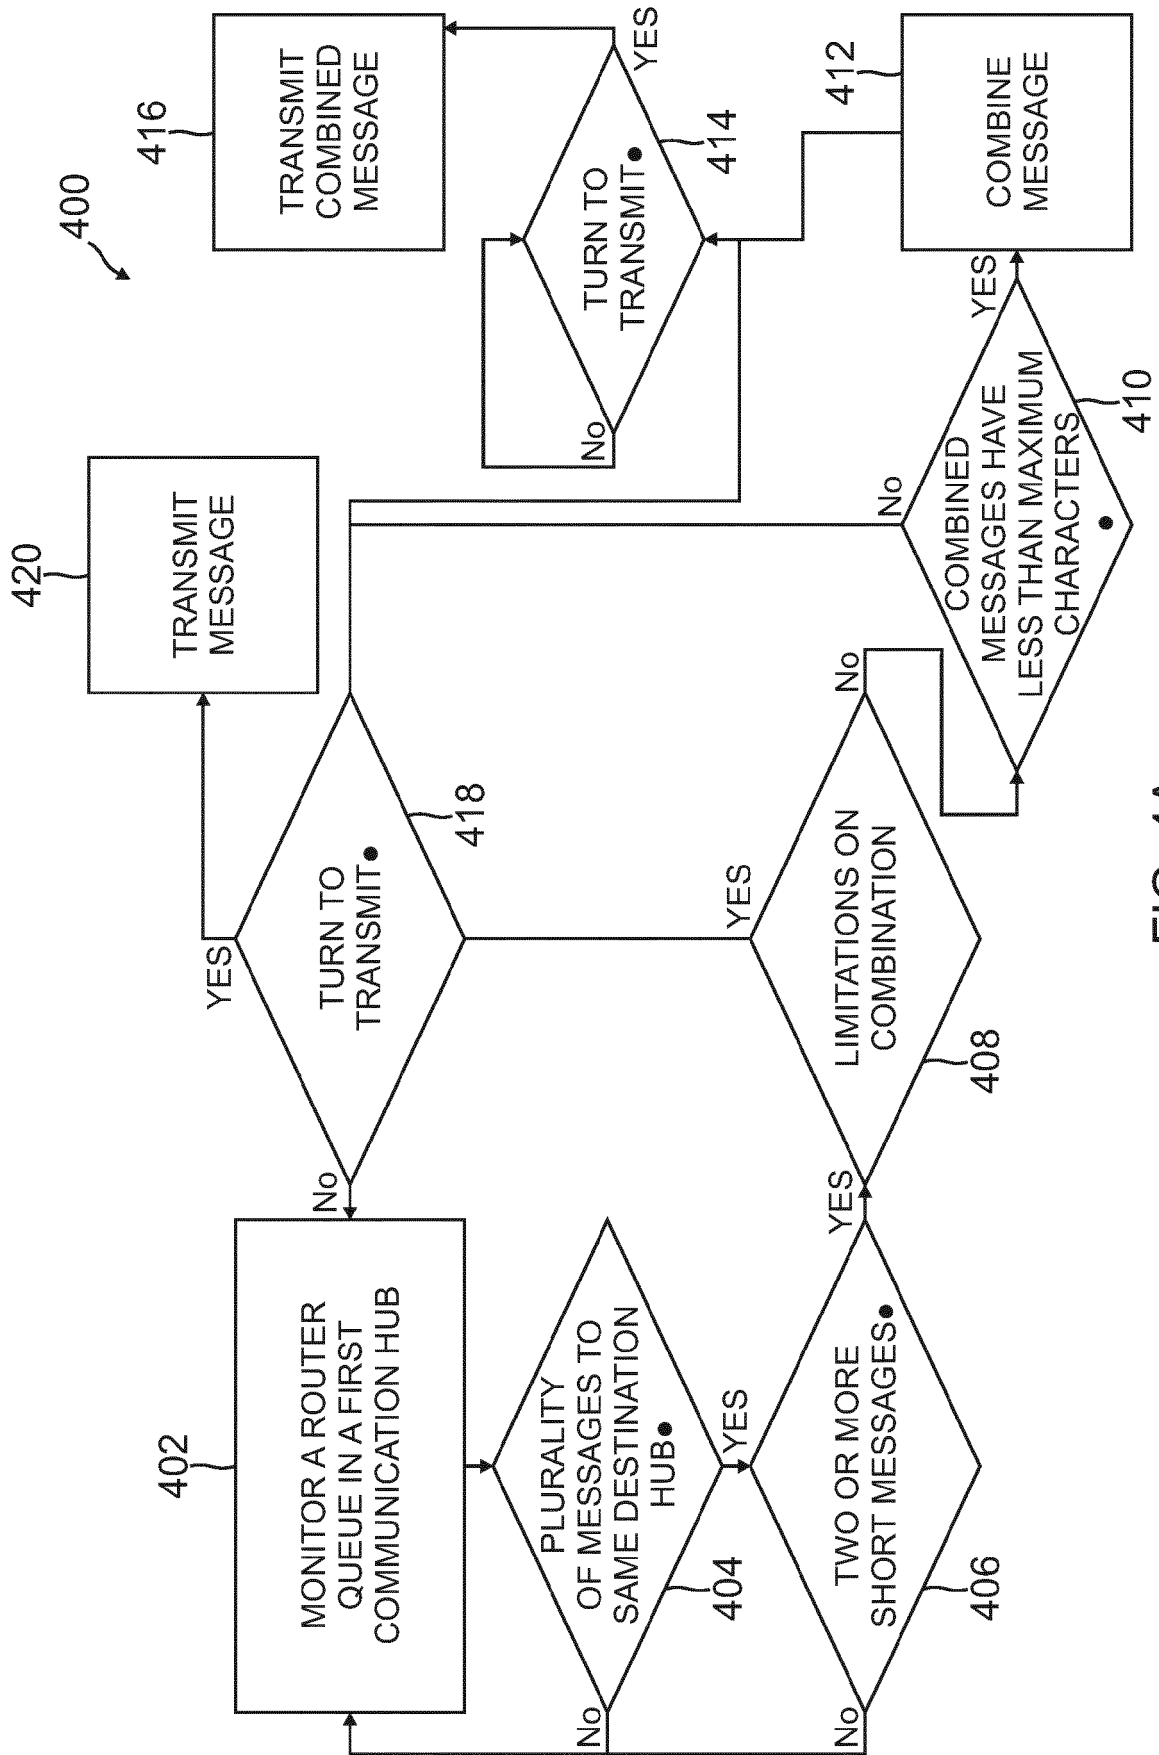 400
402
MONITOR A ROUTER
QUEUE IN A FIRST
COMMUNICATION HUB
No
PLURALITY
OF MESSAGES TO
SAME DESTINATION
HUB
404
YES
No
TWO OR MORE
SHORT MESSAGES
406
YES
No
LIMITATIONS ON
COMBINATION
408
YES
No
TURN TO
TRANSMIT
418
YES
No
TRANSMIT
MESSAGE
420
COMBINED
MESSAGES HAVE
LESS THAN MAXIMUM
CHARACTERS
410
No
YES
COMBINE
MESSAGE
412
TURN TO
TRANSMIT
414
No
YES
TRANSMIT
COMBINED
MESSAGE
416